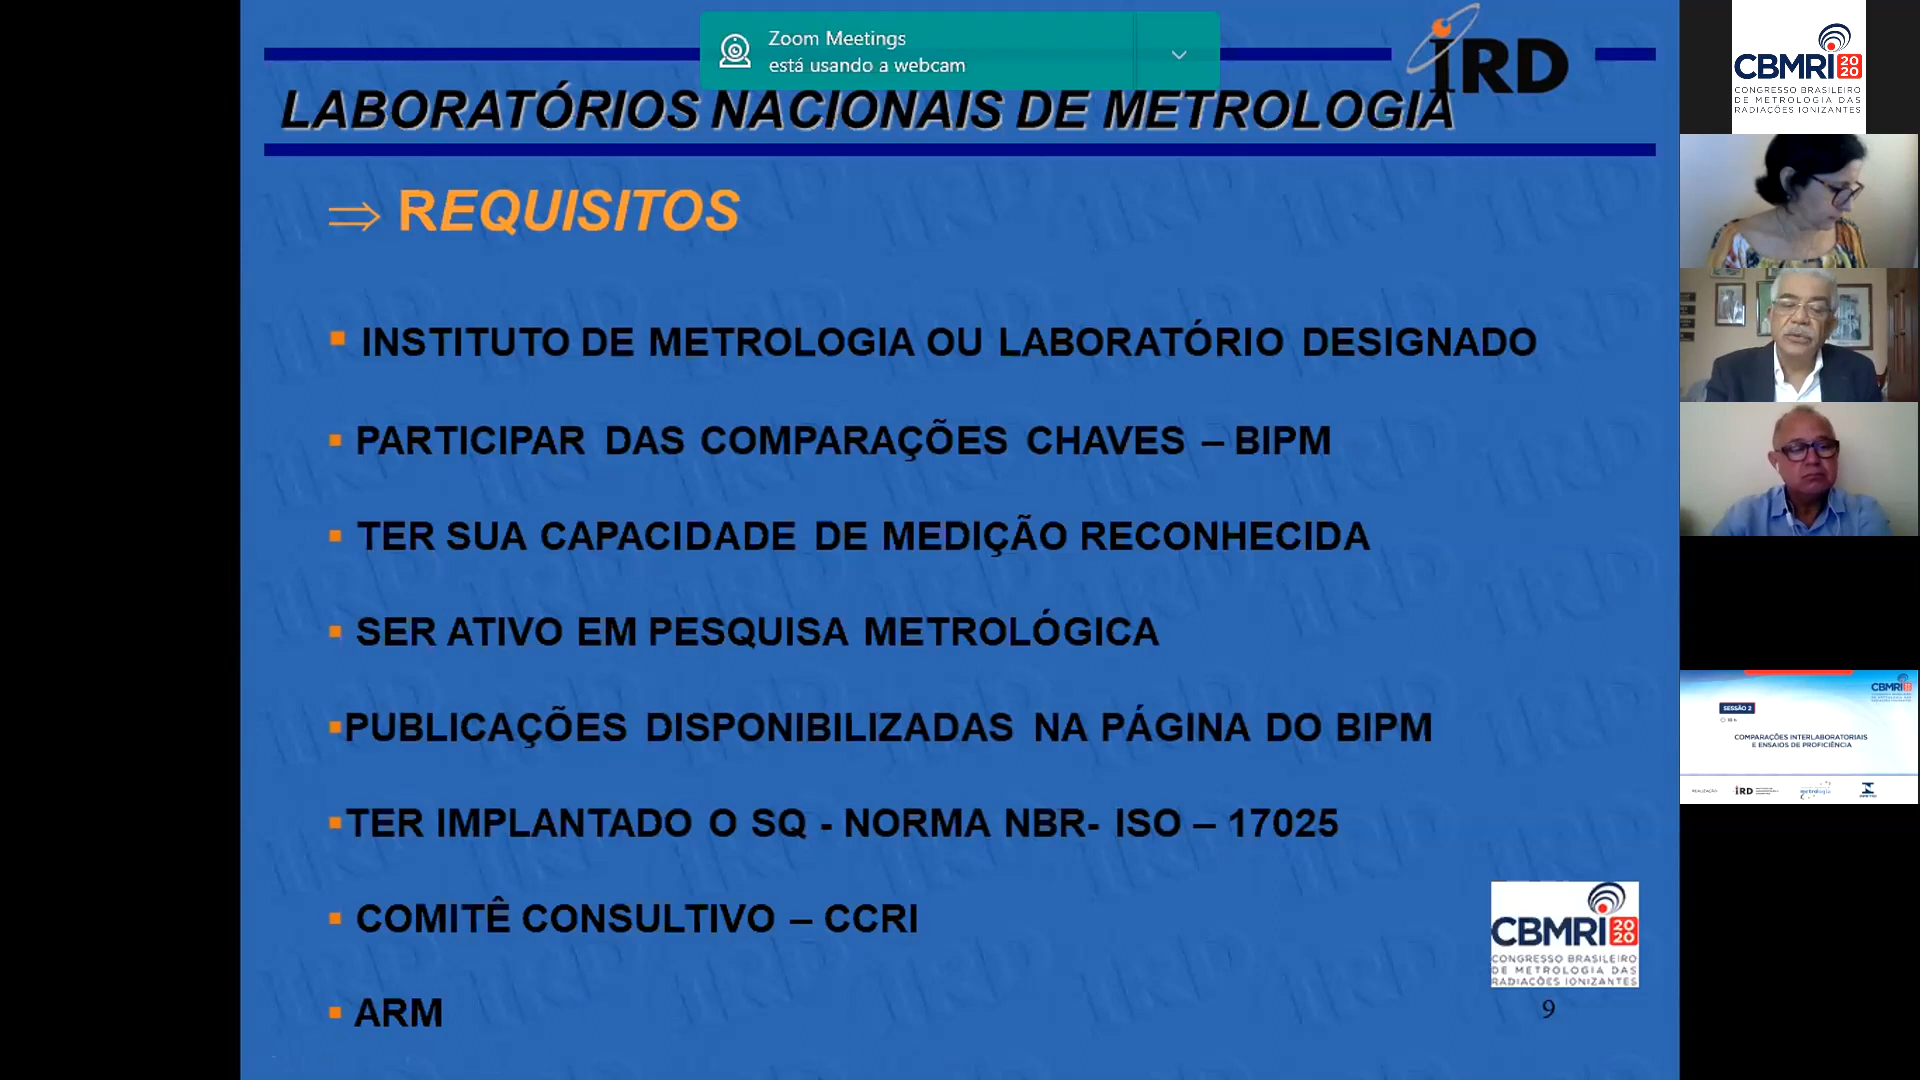 Zoom Meetings
está usando a webcam
IRD
LABORATÓRIOS NACIONAIS DE METROLOGIA
⇒ REQUISITOS
▪ INSTITUTO DE METROLOGIA OU LABORATÓRIO DESIGNADO
▪ PARTICIPAR DAS COMPARAÇÕES CHAVES – BIPM
▪ TER SUA CAPACIDADE DE MEDIÇÃO RECONHECIDA
▪ SER ATIVO EM PESQUISA METROLÓGICA
▪PUBLICAÇÕES DISPONIBILIZADAS NA PÁGINA DO BIPM
▪TER IMPLANTADO O SQ - NORMA NBR- ISO – 17025
▪ COMITÊ CONSULTIVO – CCRI
▪ ARM
CBMRI 2020
CONGRESSO BRASILEIRO
DE METROLOGIA DAS
RADIAÇÕES IONIZANTES
9
CBMRI 2020
CONGRESSO BRASILEIRO
DE METROLOGIA DAS
RADIAÇÕES IONIZANTES
CBMRI
SESSÃO 2
COMPARAÇÕES INTERLABORATORIAIS
E ENSAIOS DE PROFICIÊNCIA
REALIZAÇÃO
IRD
metrologia